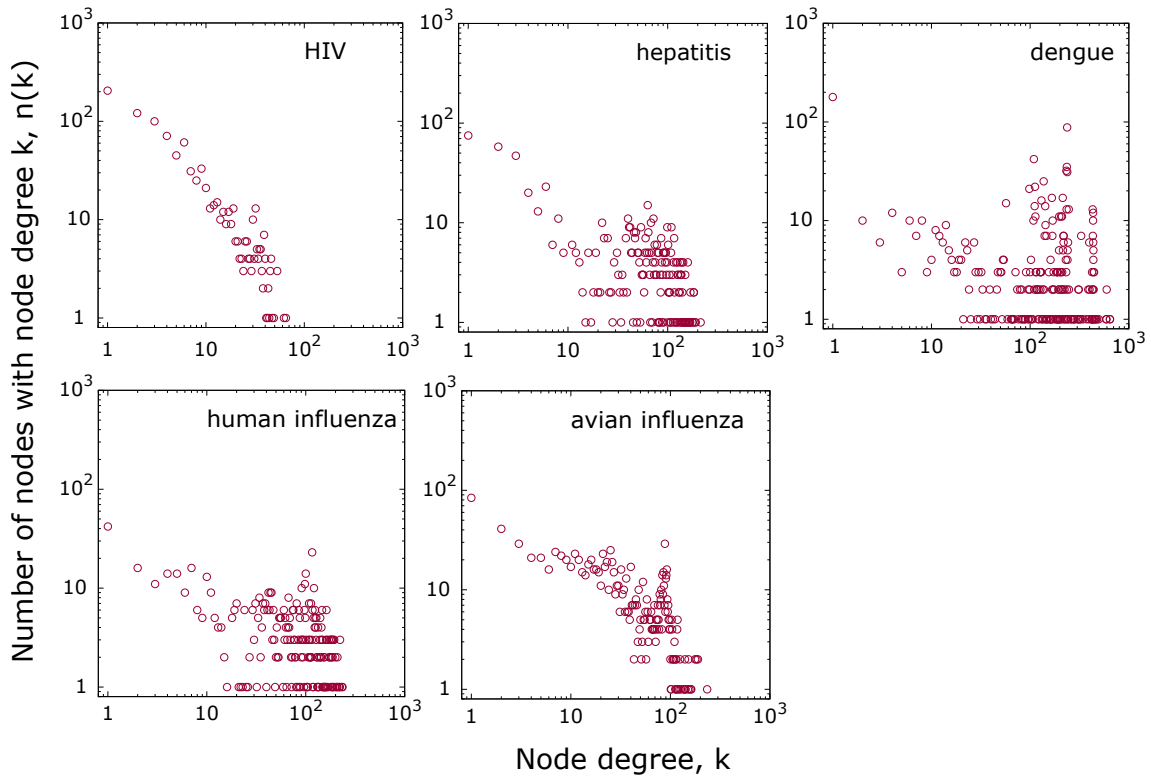 Number of nodes with node degree k, n(k)
HIV
10³
10²
10
1
1 10 10² 10³
hepatitis
10³
10²
10
1
1 10 10² 10³
dengue
10³
10²
10
1
1 10 10² 10³
human influenza
10³
10²
10
1
1 10 10² 10³
avian influenza
10³
10²
10
1
1 10 10² 10³
Node degree, k